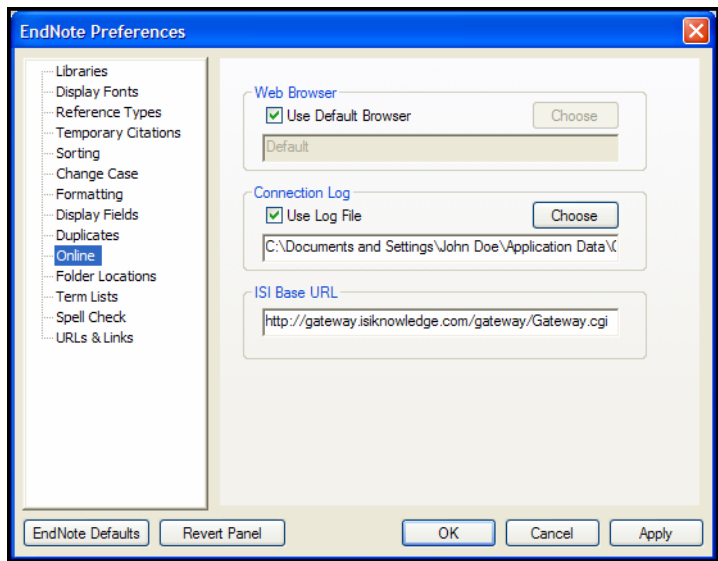 EndNote Preferences
Libraries
Display Fonts
Reference Types
Temporary Citations
Sorting
Change Case
Formatting
Display Fields
Duplicates
Online
Folder Locations
Term Lists
Spell Check
URLs & Links
Web Browser
Use Default Browser
Choose
Default
Connection Log
Use Log File
Choose
C:\Documents and Settings\John Doe\Application Data\
ISI Base URL
http://gateway.isiknowledge.com/gateway/Gateway.cgi
EndNote Defaults
Revert Panel
OK
Cancel
Apply